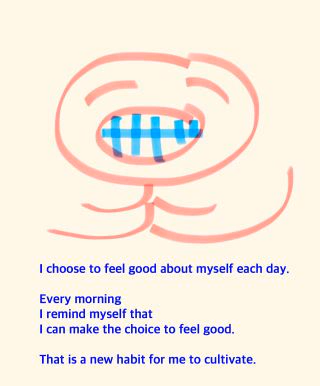 I choose to feel good about myself each day.
Every morning
I remind myself that
I can make the choice to feel good.
That is a new habit for me to cultivate.